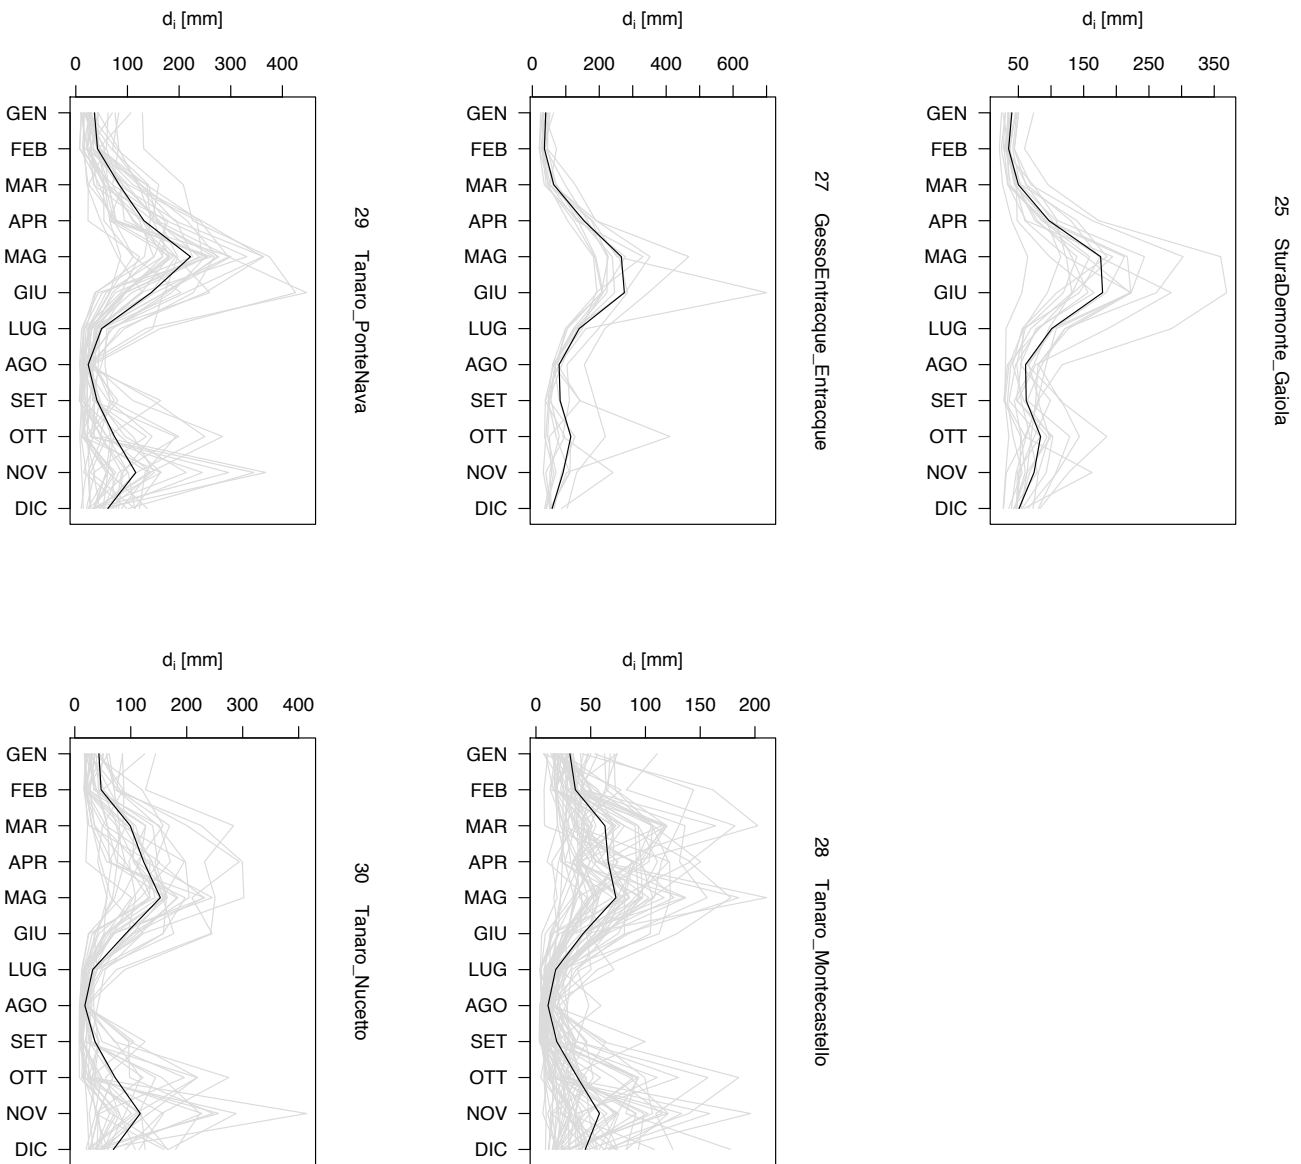 d_i [mm]
0 100 200 300 400
GEN
FEB
MAR
APR
MAG
GIU
LUG
AGO
SET
OTT
NOV
DIC
29 Tanaro_PonteNava
d_i [mm]
0 200 400 600
GEN
FEB
MAR
APR
MAG
GIU
LUG
AGO
SET
OTT
NOV
DIC
27 GessoEntracque_Entracque
d_i [mm]
50 150 250 350
GEN
FEB
MAR
APR
MAG
GIU
LUG
AGO
SET
OTT
NOV
DIC
25 SturaDemonte_Gaiola
d_i [mm]
0 100 200 300 400
GEN
FEB
MAR
APR
MAG
GIU
LUG
AGO
SET
OTT
NOV
DIC
30 Tanaro_Nucetto
d_i [mm]
0 50 100 150 200
GEN
FEB
MAR
APR
MAG
GIU
LUG
AGO
SET
OTT
NOV
DIC
28 Tanaro_Montecastello